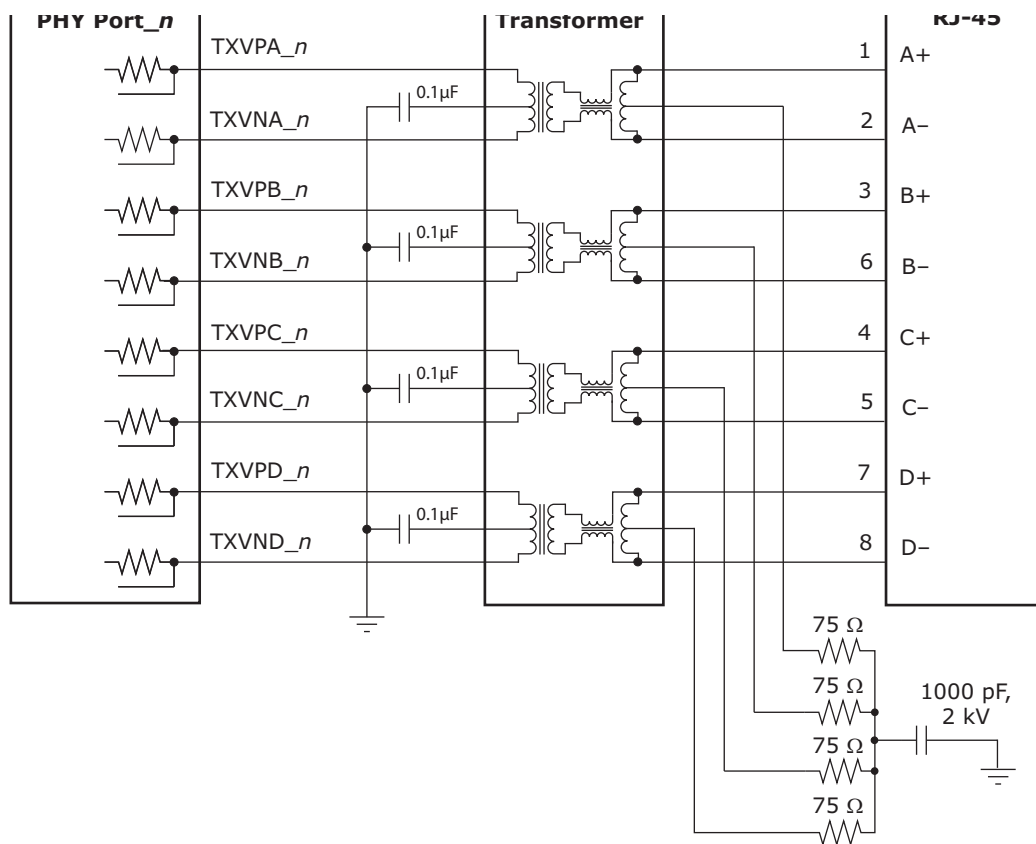 PHY Port_n
Transformer
RJ-45
TXVPA_n
1
A+
0.1µF
TXVNA_n
2
A–
TXVPB_n
3
B+
0.1µF
TXVNB_n
6
B–
TXVPC_n
4
C+
0.1µF
TXVNC_n
5
C–
TXVPD_n
7
D+
0.1µF
TXVND_n
8
D–
75 Ω
75 Ω
1000 pF,
2 kV
75 Ω
75 Ω